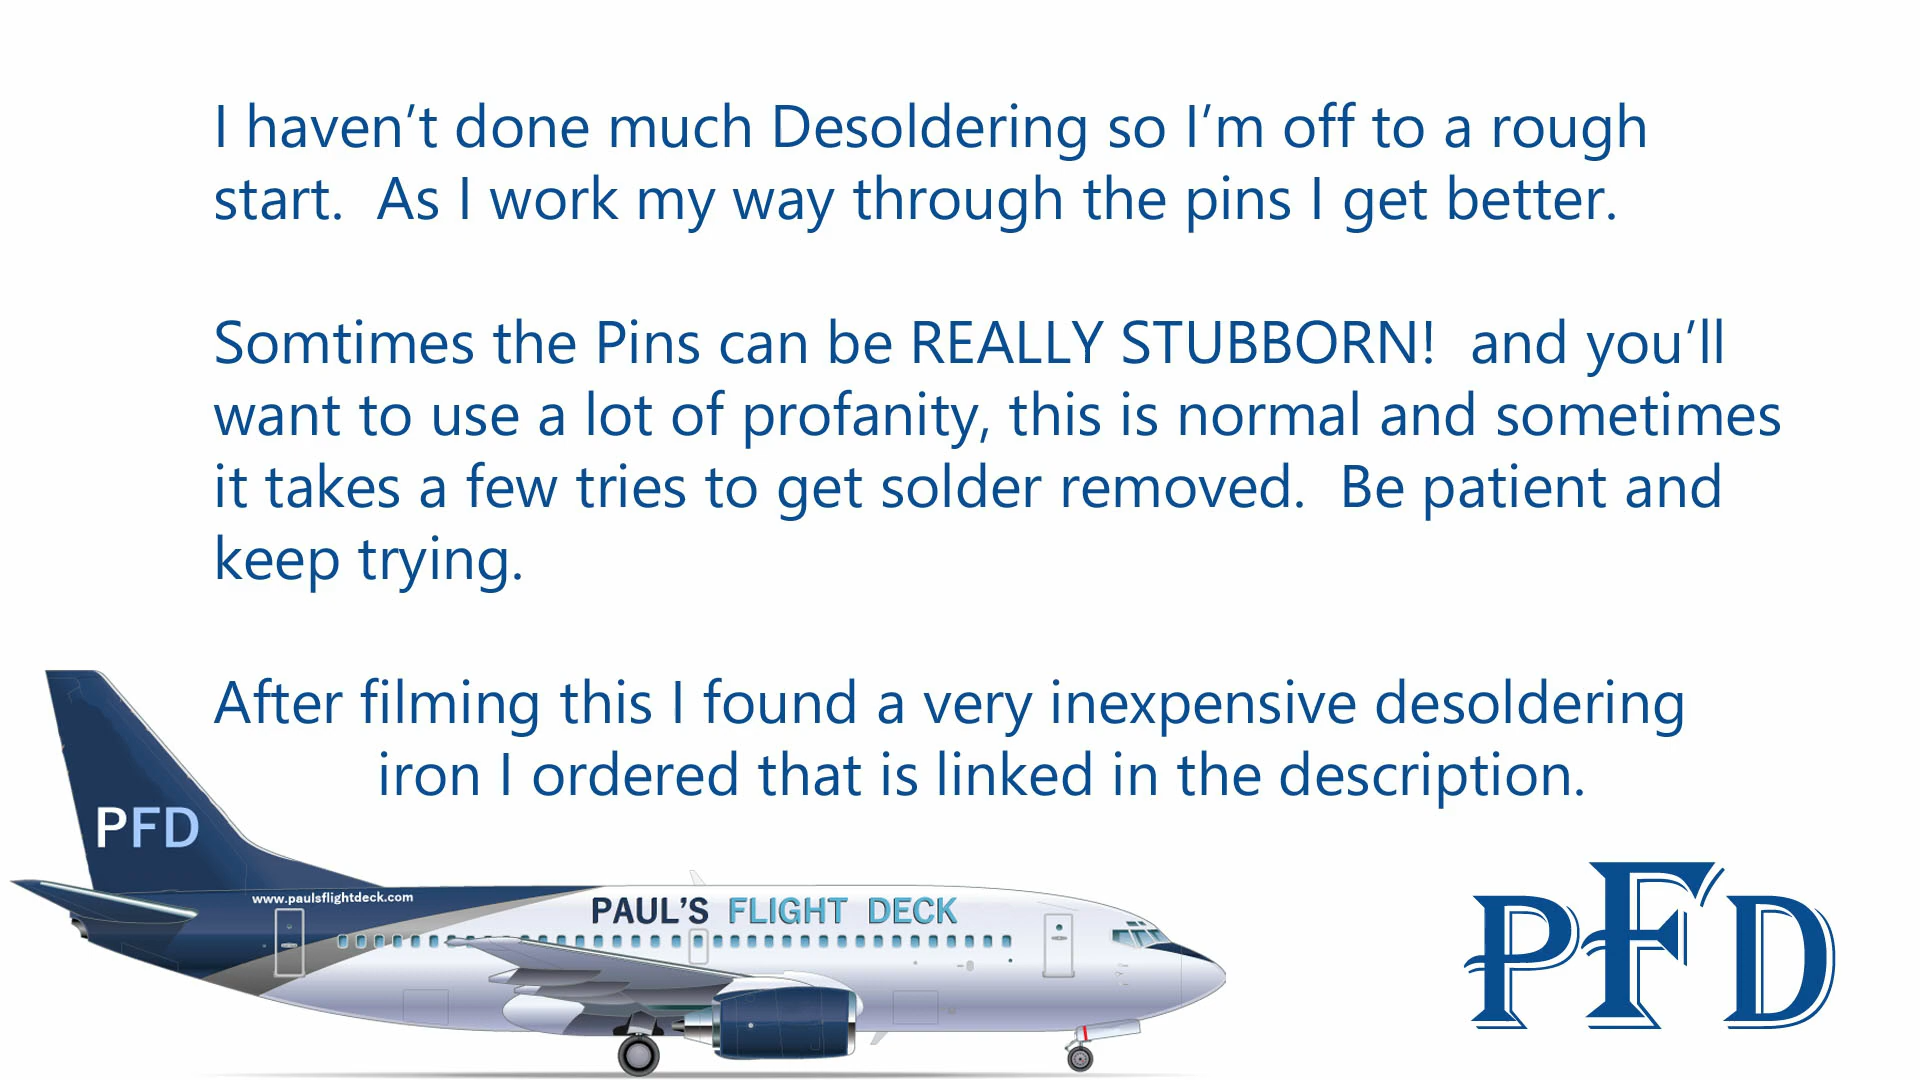 I haven’t done much Desoldering so I’m off to a rough
start.  As I work my way through the pins I get better.
Somtimes the Pins can be REALLY STUBBORN!  and you’ll
want to use a lot of profanity, this is normal and sometimes
it takes a few tries to get solder removed.  Be patient and
keep trying.
After filming this I found a very inexpensive desoldering
iron I ordered that is linked in the description.
PFD
www.paulsflightdeck.com
PAUL'S FLIGHT DECK
PFD